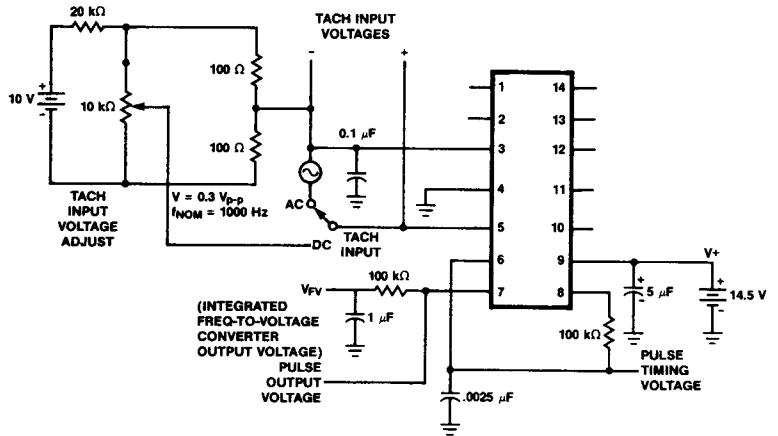 20 kΩ
TACH INPUT
VOLTAGES
-
+
100 Ω
10 V
+
-
10 kΩ
100 Ω
0.1 µF
1
2
3
4
5
6
7
14
13
12
11
10
9
8
TACH
INPUT
VOLTAGE
ADJUST
V = 0.3 Vp-p
fNOM = 1000 Hz
AC
DC
TACH
INPUT
V+
+
5 µF
-
+
14.5 V
-
100 kΩ
VFV
1 µF
(INTEGRATED
FREQ-TO-VOLTAGE
CONVERTER
OUTPUT VOLTAGE)
PULSE
OUTPUT
VOLTAGE
100 kΩ
PULSE
TIMING
VOLTAGE
.0025 µF